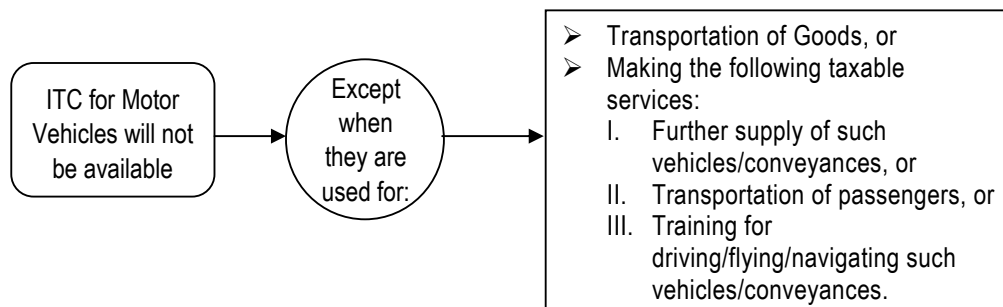 ITC for Motor
Vehicles will not
be available
Except
when
they are
used for:
➢ Transportation of Goods, or
➢ Making the following taxable
services:
I. Further supply of such
vehicles/conveyances, or
II. Transportation of passengers, or
III. Training for
driving/flying/navigating such
vehicles/conveyances.